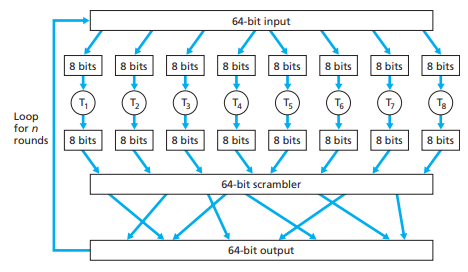 64-bit input
8 bits 8 bits 8 bits 8 bits 8 bits 8 bits 8 bits 8 bits
T1 T2 T3 T4 T5 T6 T7 T8
Loop
for n
rounds
8 bits 8 bits 8 bits 8 bits 8 bits 8 bits 8 bits 8 bits
64-bit scrambler
64-bit output